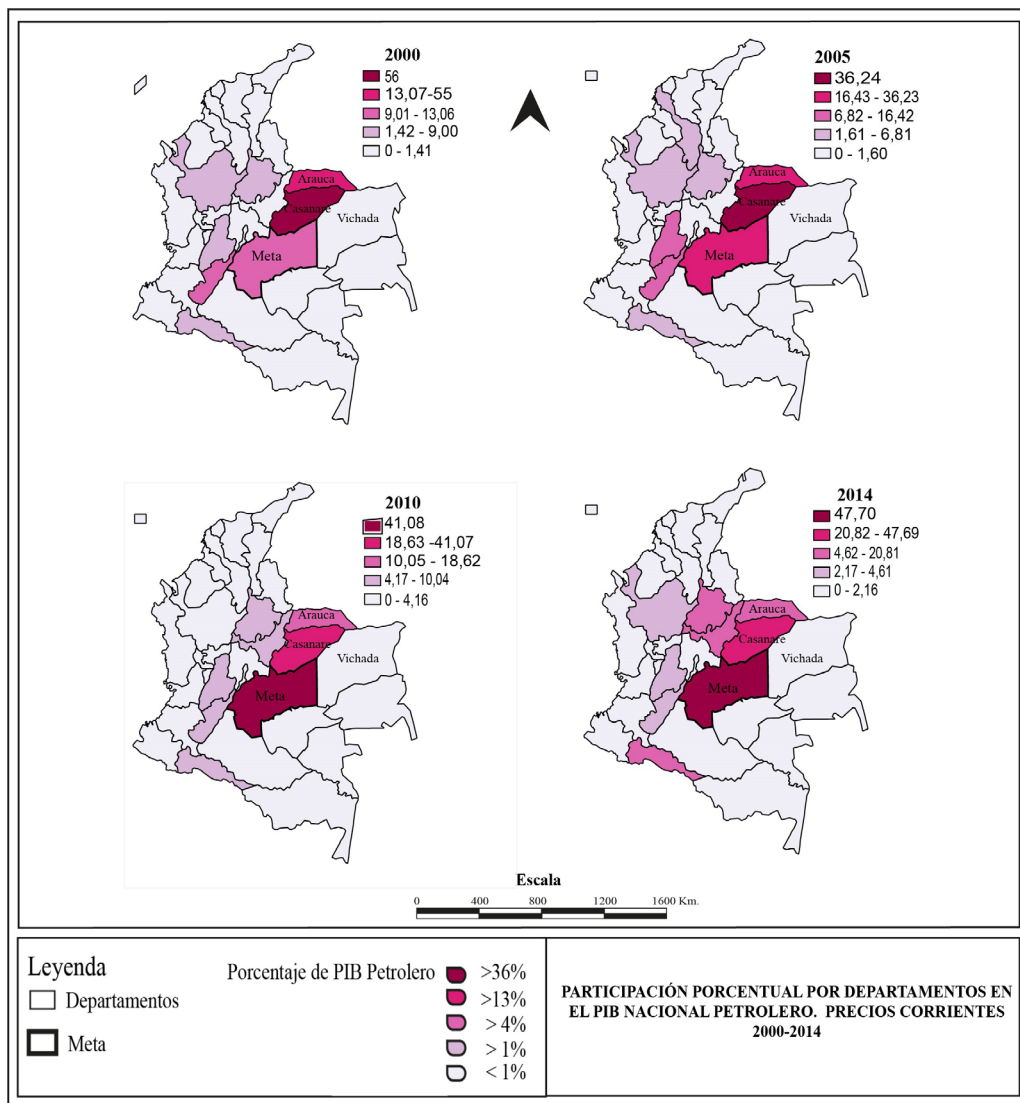 2000
56
13,07-55
9,01 - 13,06
1,42 - 9,00
0 - 1,41
Arauca
Casanare
Vichada
Meta
2005
36,24
16,43 - 36,23
6,82 - 16,42
1,61 - 6,81
0 - 1,60
Arauca
Casanare
Vichada
Meta
2010
41,08
18,63 -41,07
10,05 - 18,62
4,17 - 10,04
0 - 4,16
Arauca
Casanare
Vichada
Meta
2014
47,70
20,82 - 47,69
4,62 - 20,81
2,17 - 4,61
0 - 2,16
Arauca
Casanare
Vichada
Meta
Escala
0 400 800 1200 1600 Km.
Leyenda
Departamentos
Meta
Porcentaje de PIB Petrolero
>36%
>13%
> 4%
> 1%
< 1%
PARTICIPACIÓN PORCENTUAL POR DEPARTAMENTOS EN
EL PIB NACIONAL PETROLERO. PRECIOS CORRIENTES
2000-2014